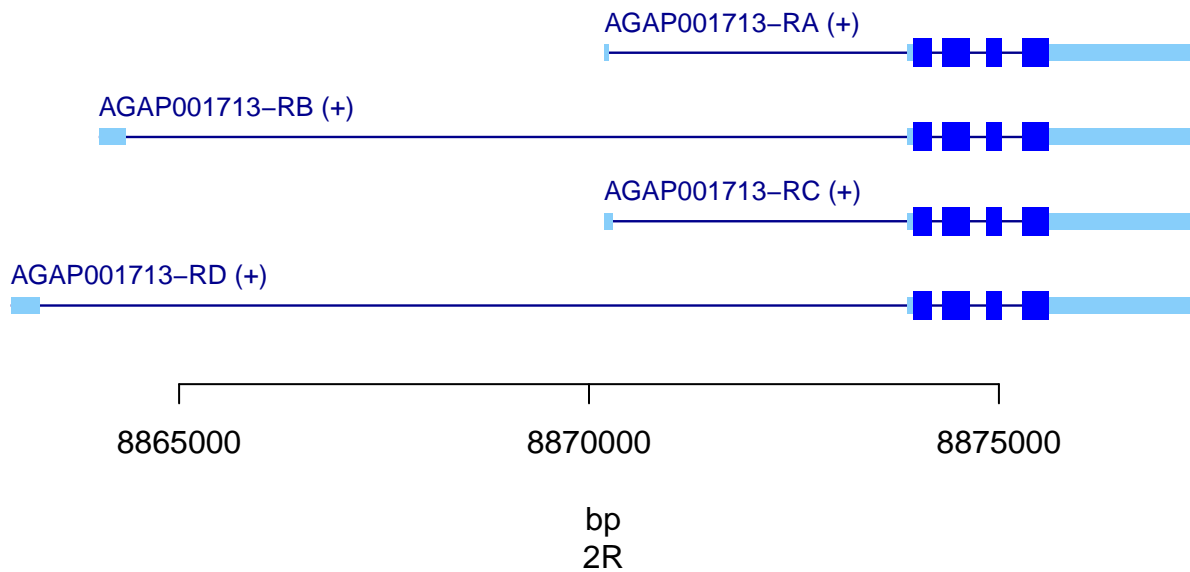 AGAP001713−RA (+)
AGAP001713−RB (+)
AGAP001713−RC (+)
AGAP001713−RD (+)
8865000 8870000 8875000
bp
2R